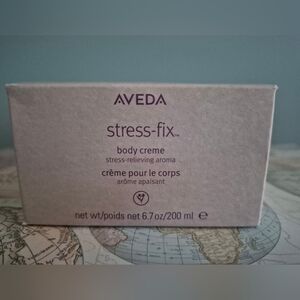 AVEDA
stress-fix™
body creme
stress-relieving aroma
crème pour le corps
arôme apaisant
net wt/poids net 6.7 oz/200 ml ℮